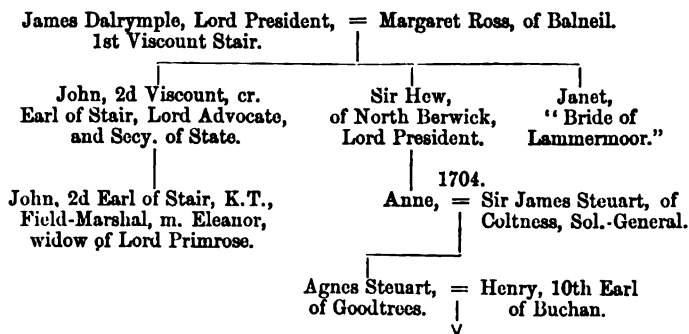 James Dalrymple, Lord President, = Margaret Ross, of Balneil.
1st Viscount Stair.
John, 2d Viscount, cr.
Earl of Stair, Lord Advocate,
and Secy. of State.
Sir Hew,
of North Berwick,
Lord President.
Janet,
"Bride of
Lammermoor."
John, 2d Earl of Stair, K.T.,
Field-Marshal, m. Eleanor,
widow of Lord Primrose.
1704.
Anne, = Sir James Steuart, of
Coltness, Sol.-General.
Agnes Steuart, = Henry, 10th Earl
of Goodtrees. of Buchan.